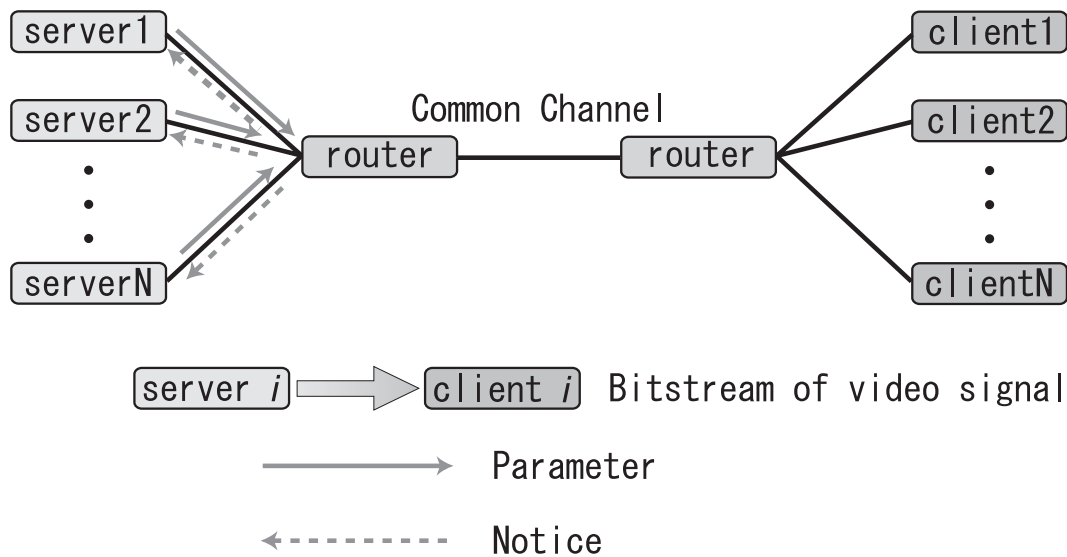 server1
client1
server2
Common Channel
client2
router
router
serverN
clientN
server i
client i
Bitstream of video signal
Parameter
Notice